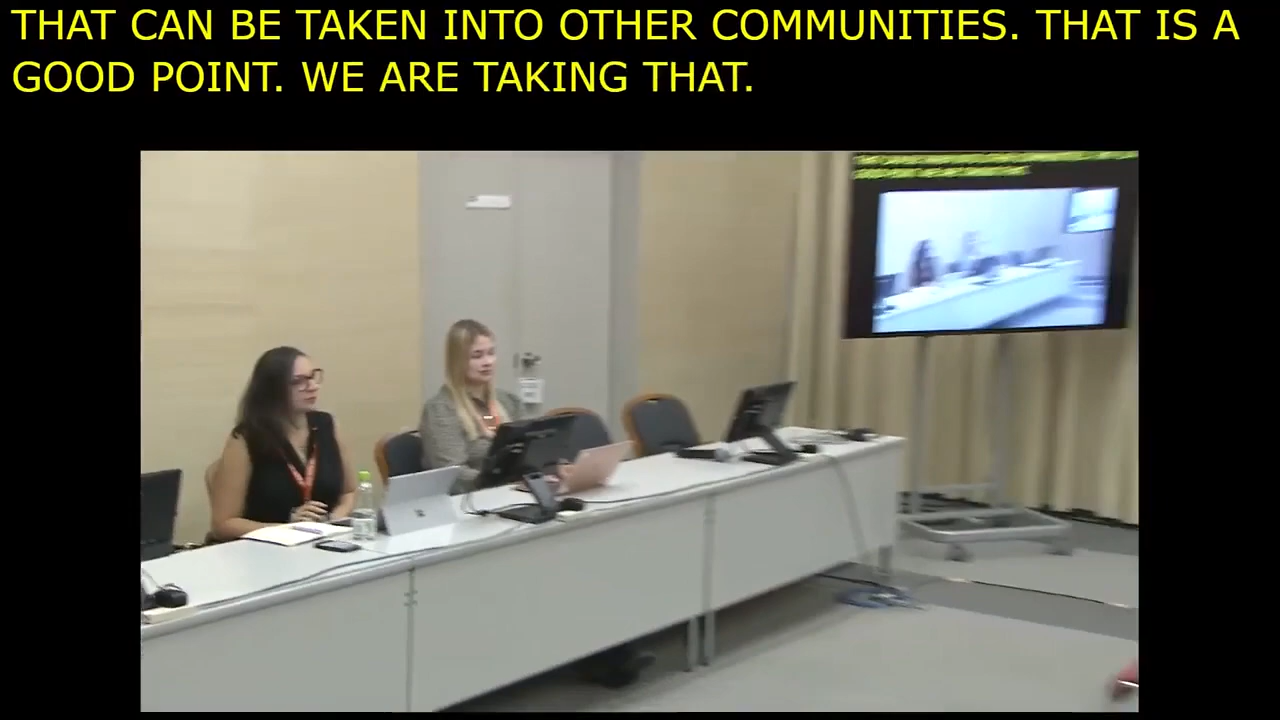 THAT CAN BE TAKEN INTO OTHER COMMUNITIES. THAT IS A
GOOD POINT. WE ARE TAKING THAT.